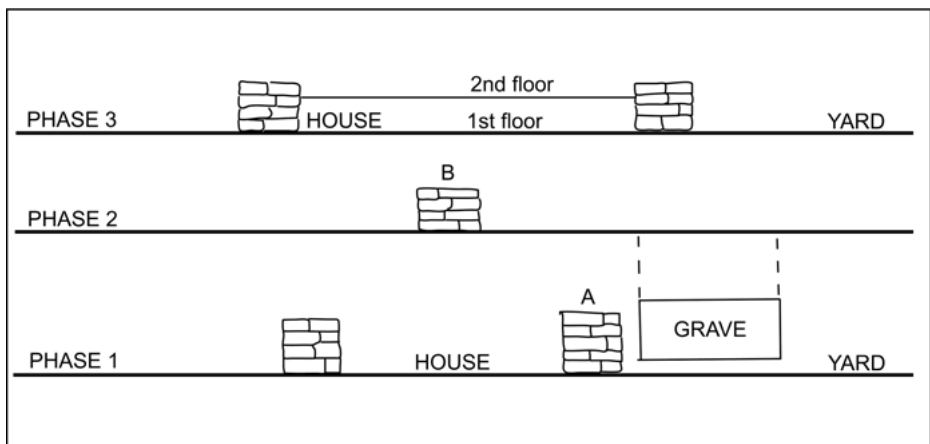 2nd floor
PHASE 3 HOUSE 1st floor YARD
B
PHASE 2
A
GRAVE
PHASE 1 HOUSE YARD